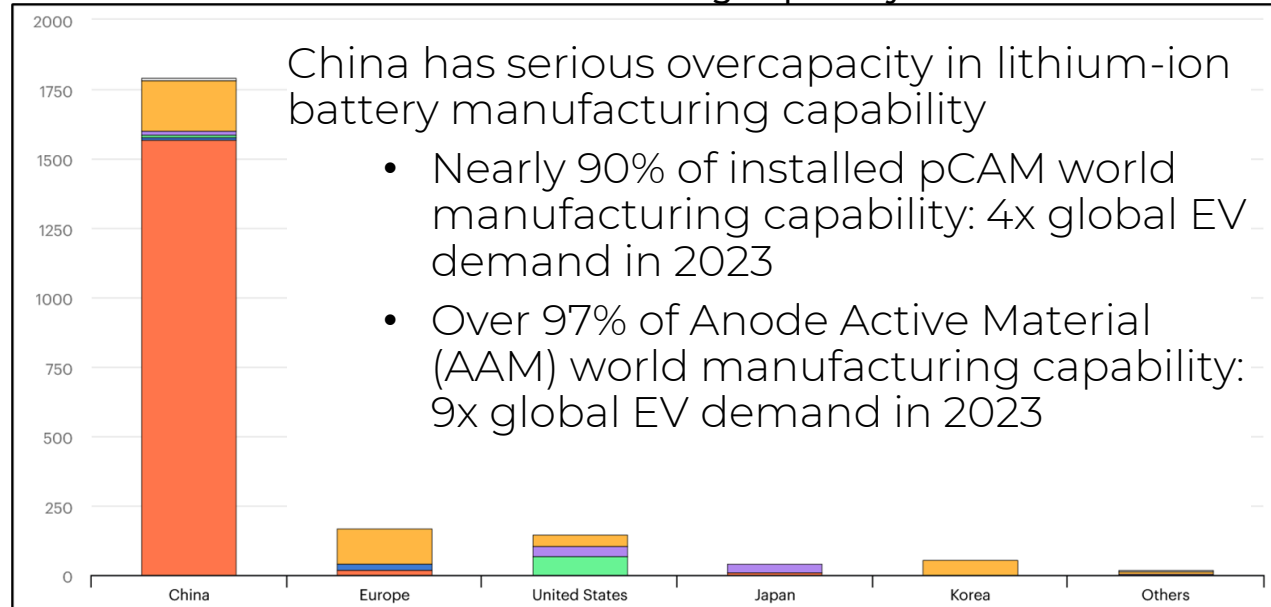 2000
China has serious overcapacity in lithium-ion
battery manufacturing capability
• Nearly 90% of installed pCAM world
manufacturing capability: 4x global EV
demand in 2023
• Over 97% of Anode Active Material
(AAM) world manufacturing capability:
9x global EV demand in 2023
1750
1500
1250
1000
750
500
250
0
China
Europe
United States
Japan
Korea
Others